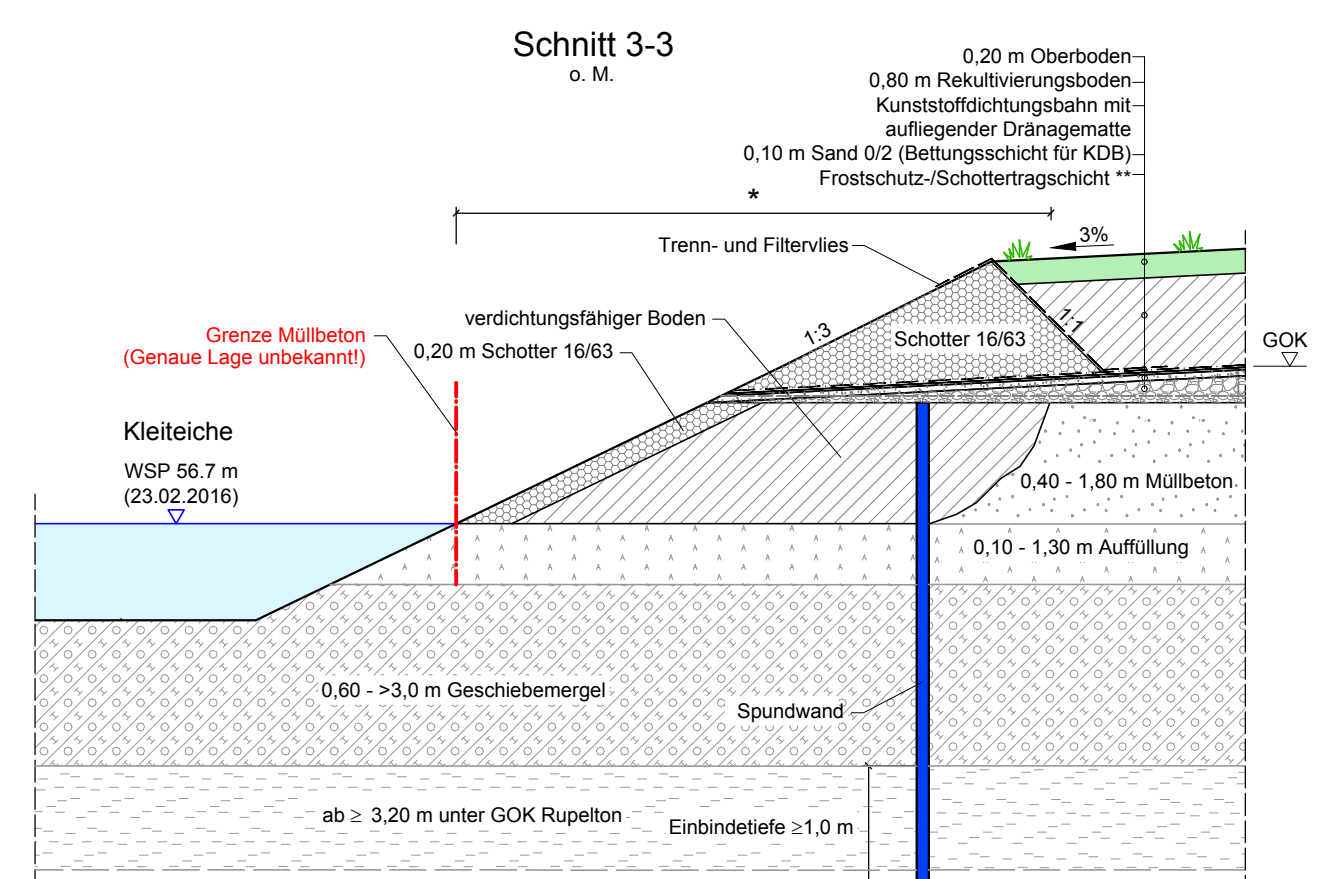 Schnitt 3-3
o. M.
0,20 m Oberboden
0,80 m Rekultivierungsboden
Kunststoffdichtungsbahn mit
aufliegender Dränagematte
0,10 m Sand 0/2 (Bettungsschicht für KDB)
Frostschutz-/Schottertragschicht **
*
Trenn- und Filtervlies
3%
verdichtungsfähiger Boden
1:3
Schotter 16/63
1:1
GOK
Grenze Müllbeton
(Genaue Lage unbekannt!)
0,20 m Schotter 16/63
Kleiteiche
WSP 56.7 m
(23.02.2016)
0,40 - 1,80 m Müllbeton
0,10 - 1,30 m Auffüllung
0,60 - >3,0 m Geschiebemergel
Spundwand
ab ≥ 3,20 m unter GOK Rupelton
Einbindetiefe ≥1,0 m